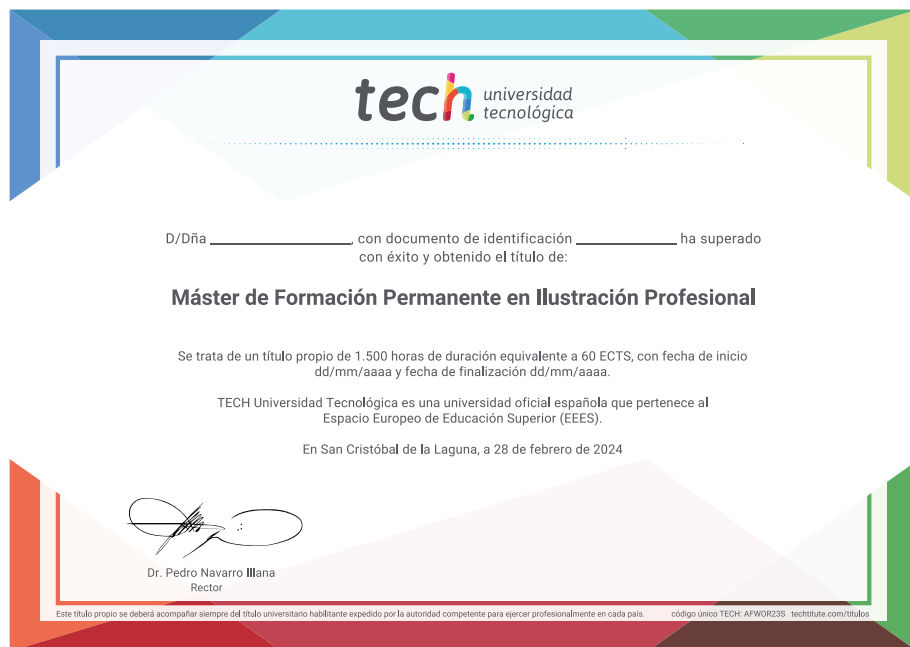 tech universidad
tecnológica
D/Dña ____________, con documento de identificación ____________ ha superado
con éxito y obtenido el título de:
Máster de Formación Permanente en Ilustración Profesional
Se trata de un título propio de 1.500 horas de duración equivalente a 60 ECTS, con fecha de inicio
dd/mm/aaaa y fecha de finalización dd/mm/aaaa.
TECH Universidad Tecnológica es una universidad oficial española que pertenece al
Espacio Europeo de Educación Superior (EEES).
En San Cristóbal de la Laguna, a 28 de febrero de 2024
Dr. Pedro Navarro Illana
Rector
Este título propio se deberá acompañar siempre del título universitario habilitante expedido por la autoridad competente para ejercer profesionalmente en cada país. código único TECH: AFWOR23S techtitute.com/titulos